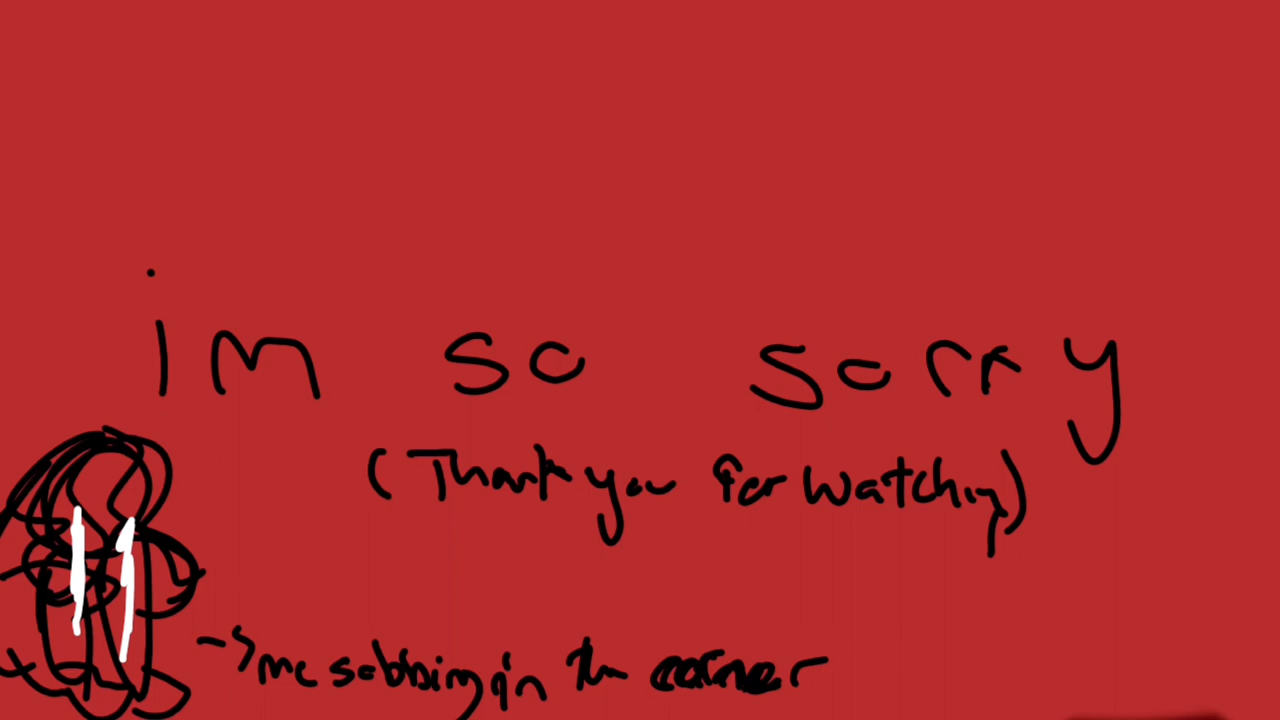 im so sorry
(Thank you for watching)
→ me sobbing in the corner